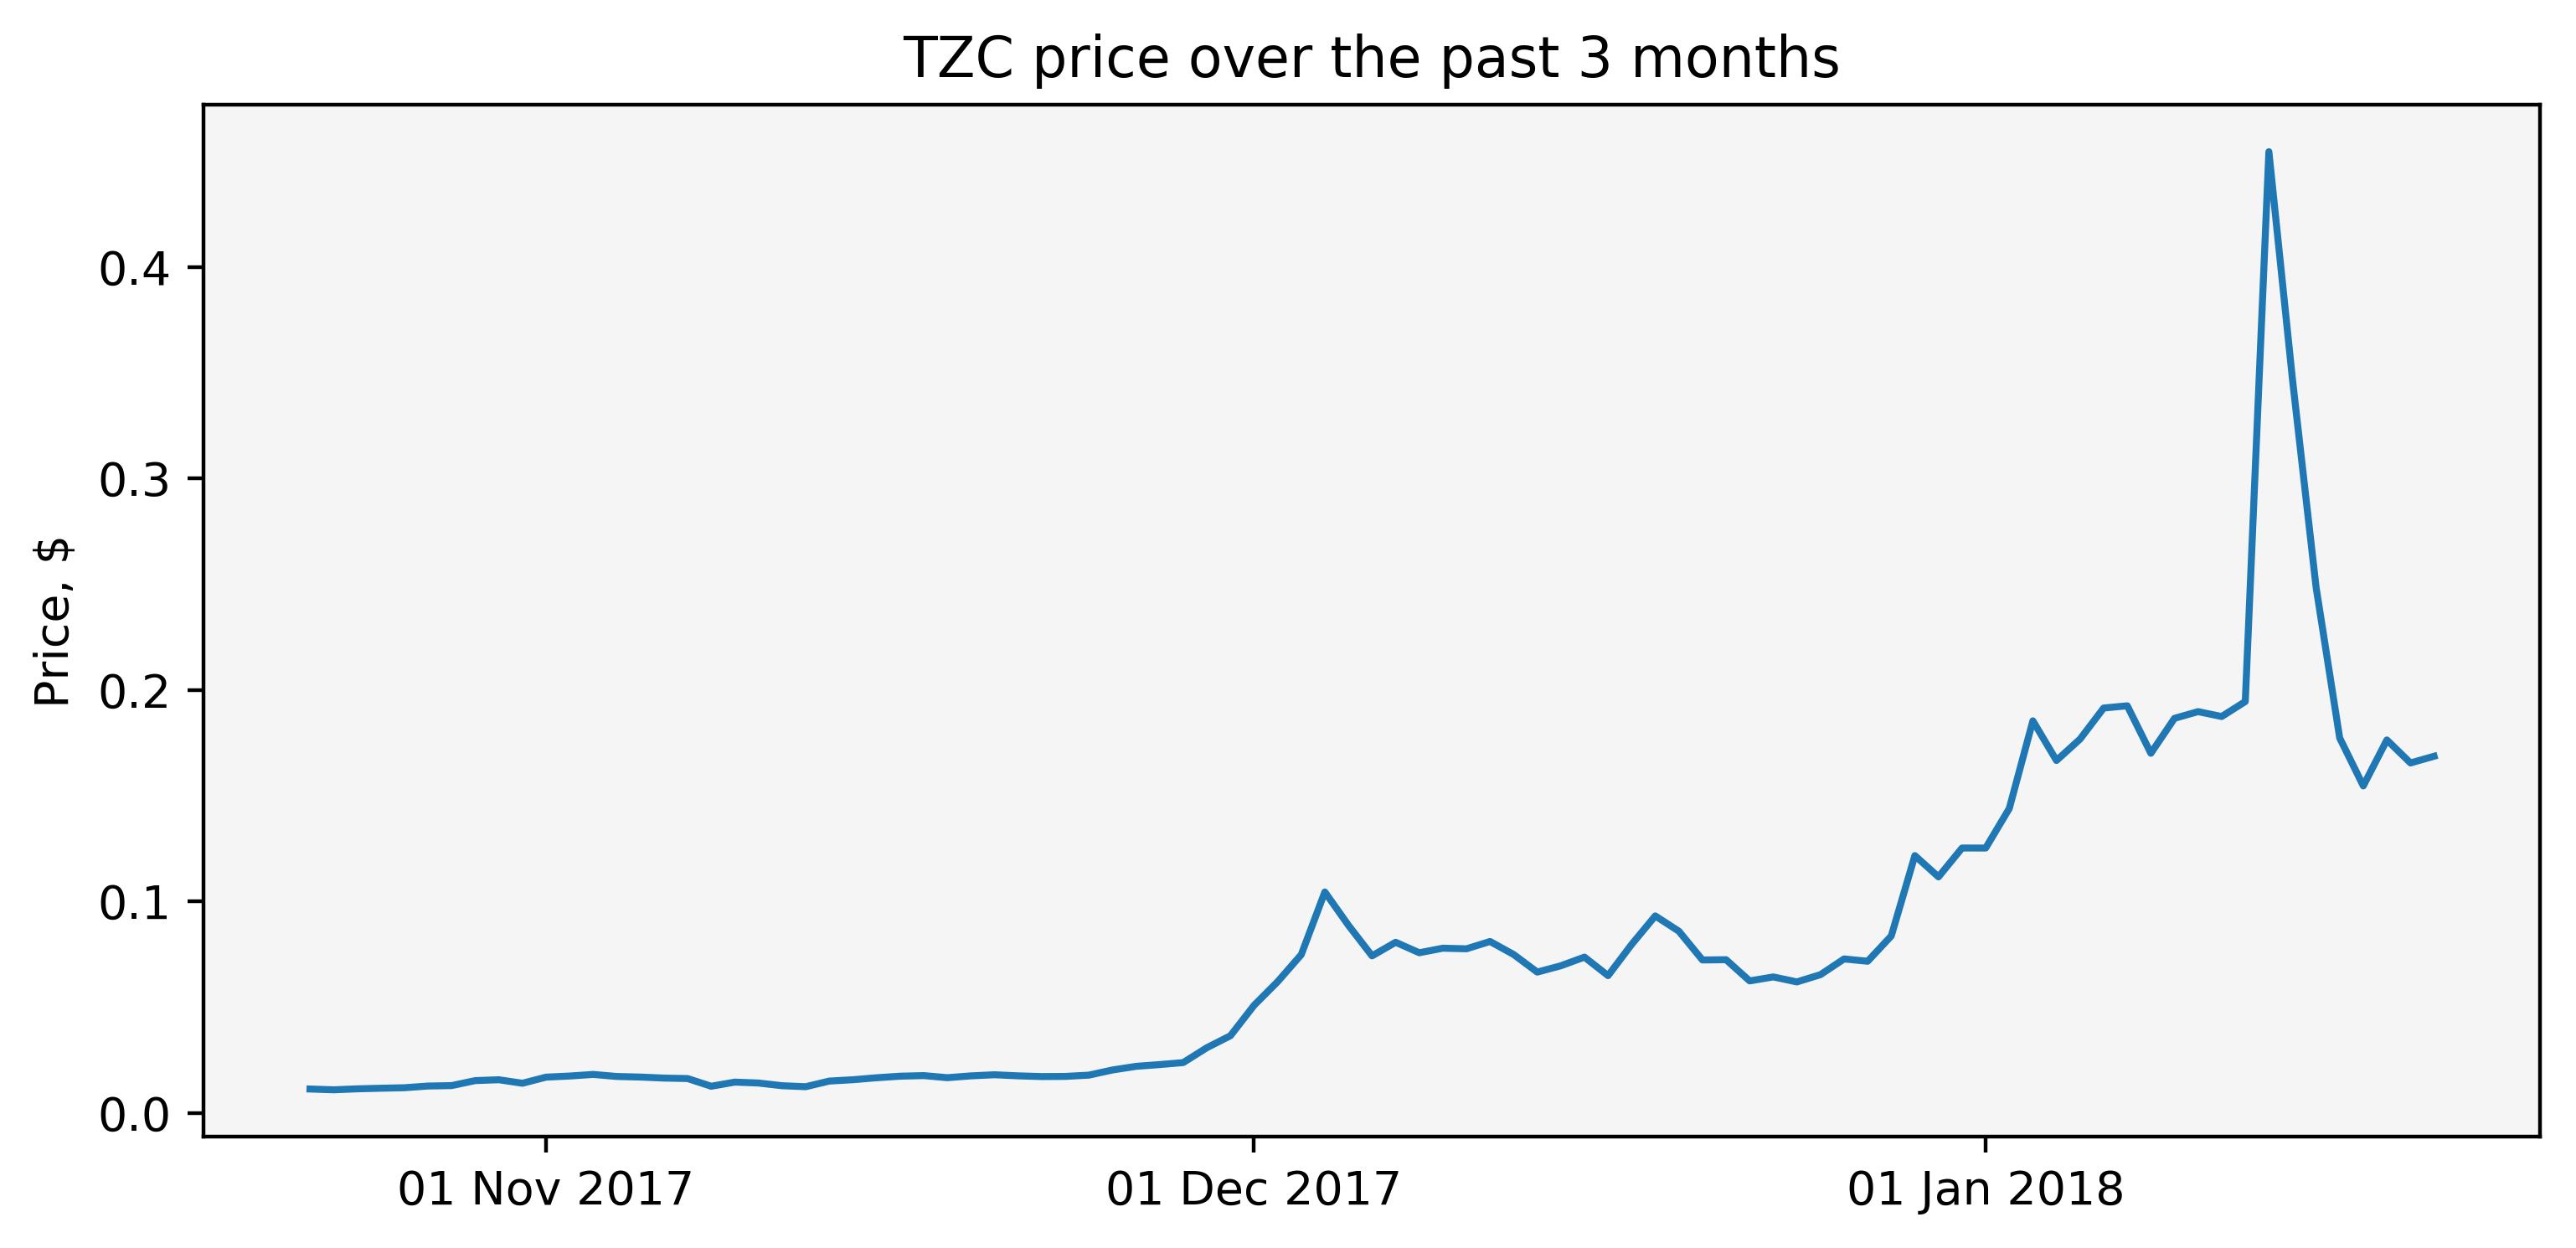 TZC price over the past 3 months
Price, $
0.4
0.3
0.2
0.1
0.0
01 Nov 2017
01 Dec 2017
01 Jan 2018